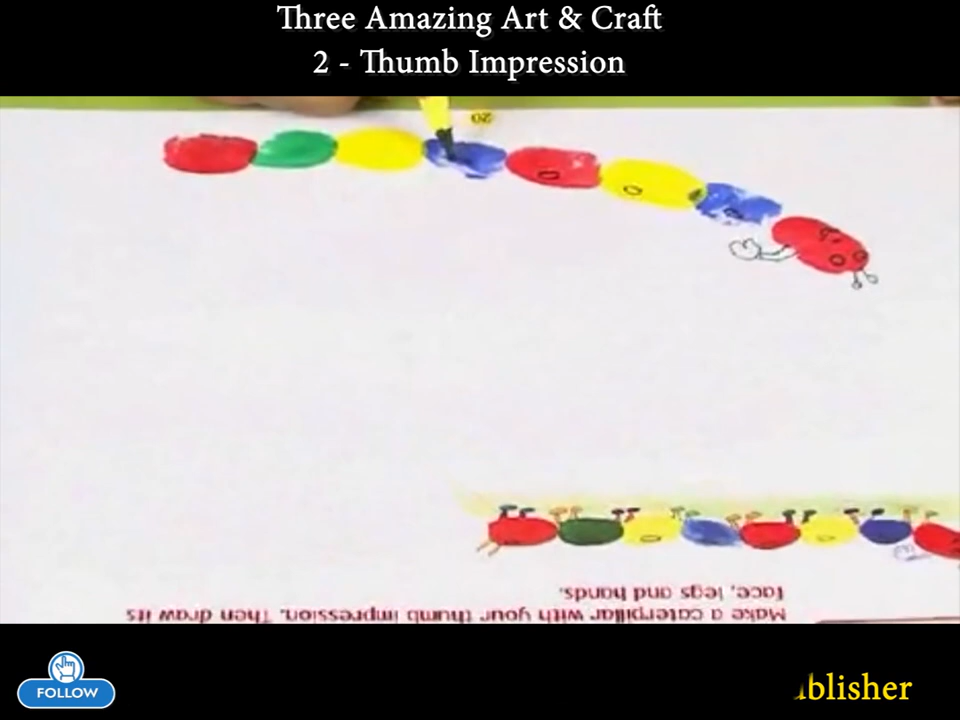 Three Amazing Art & Craft
2 - Thumb Impression
20
Make a caterpillar with your thumb impression. Then draw its
face, legs and hands.
FOLLOW
blisher